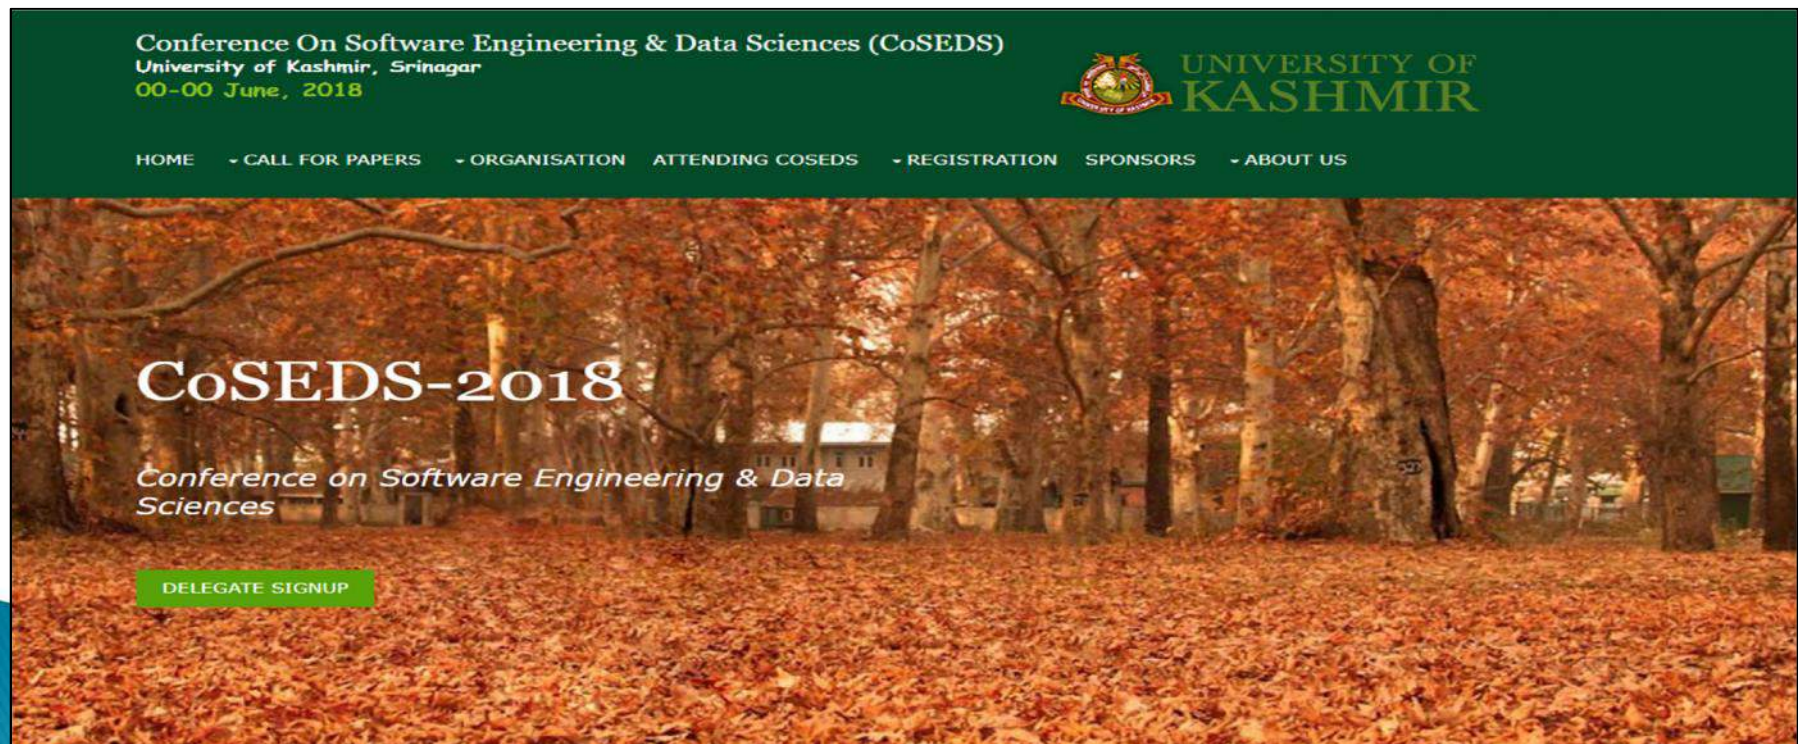 Conference On Software Engineering & Data Sciences (CoSEDS)
University of Kashmir, Srinagar
00-00 June, 2018
UNIVERSITY OF
KASHMIR
HOME CALL FOR PAPERS ORGANISATION ATTENDING COSEDS REGISTRATION SPONSORS ABOUT US
CoSEDS-2018
Conference on Software Engineering & Data
Sciences
DELEGATE SIGNUP